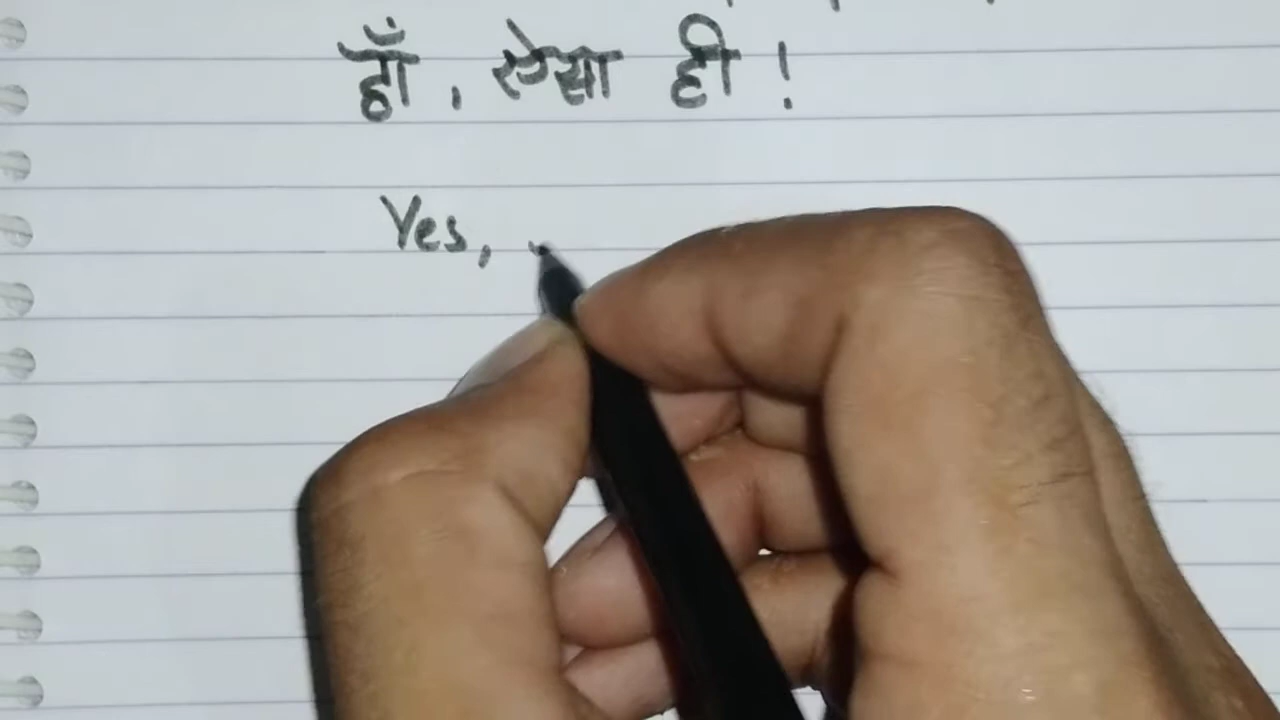 हाँ, ऐसा ही !
Yes,